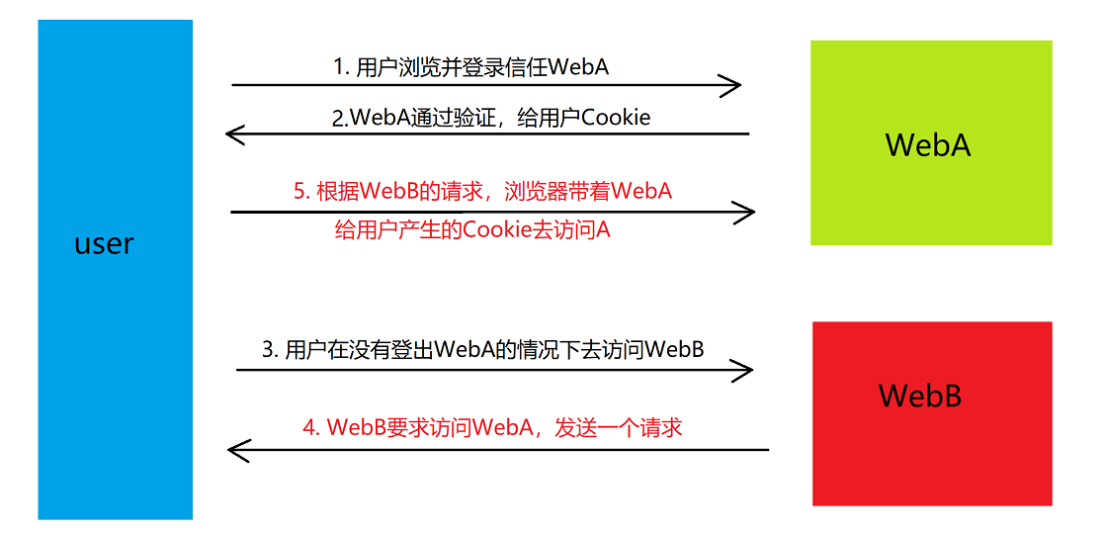 1. 用户浏览并登录信任WebA
2.WebA通过验证，给用户Cookie
WebA
5. 根据WebB的请求，浏览器带着WebA
给用户产生的Cookie去访问A
user
3. 用户在没有登出WebA的情况下去访问WebB
WebB
4. WebB要求访问WebA，发送一个请求